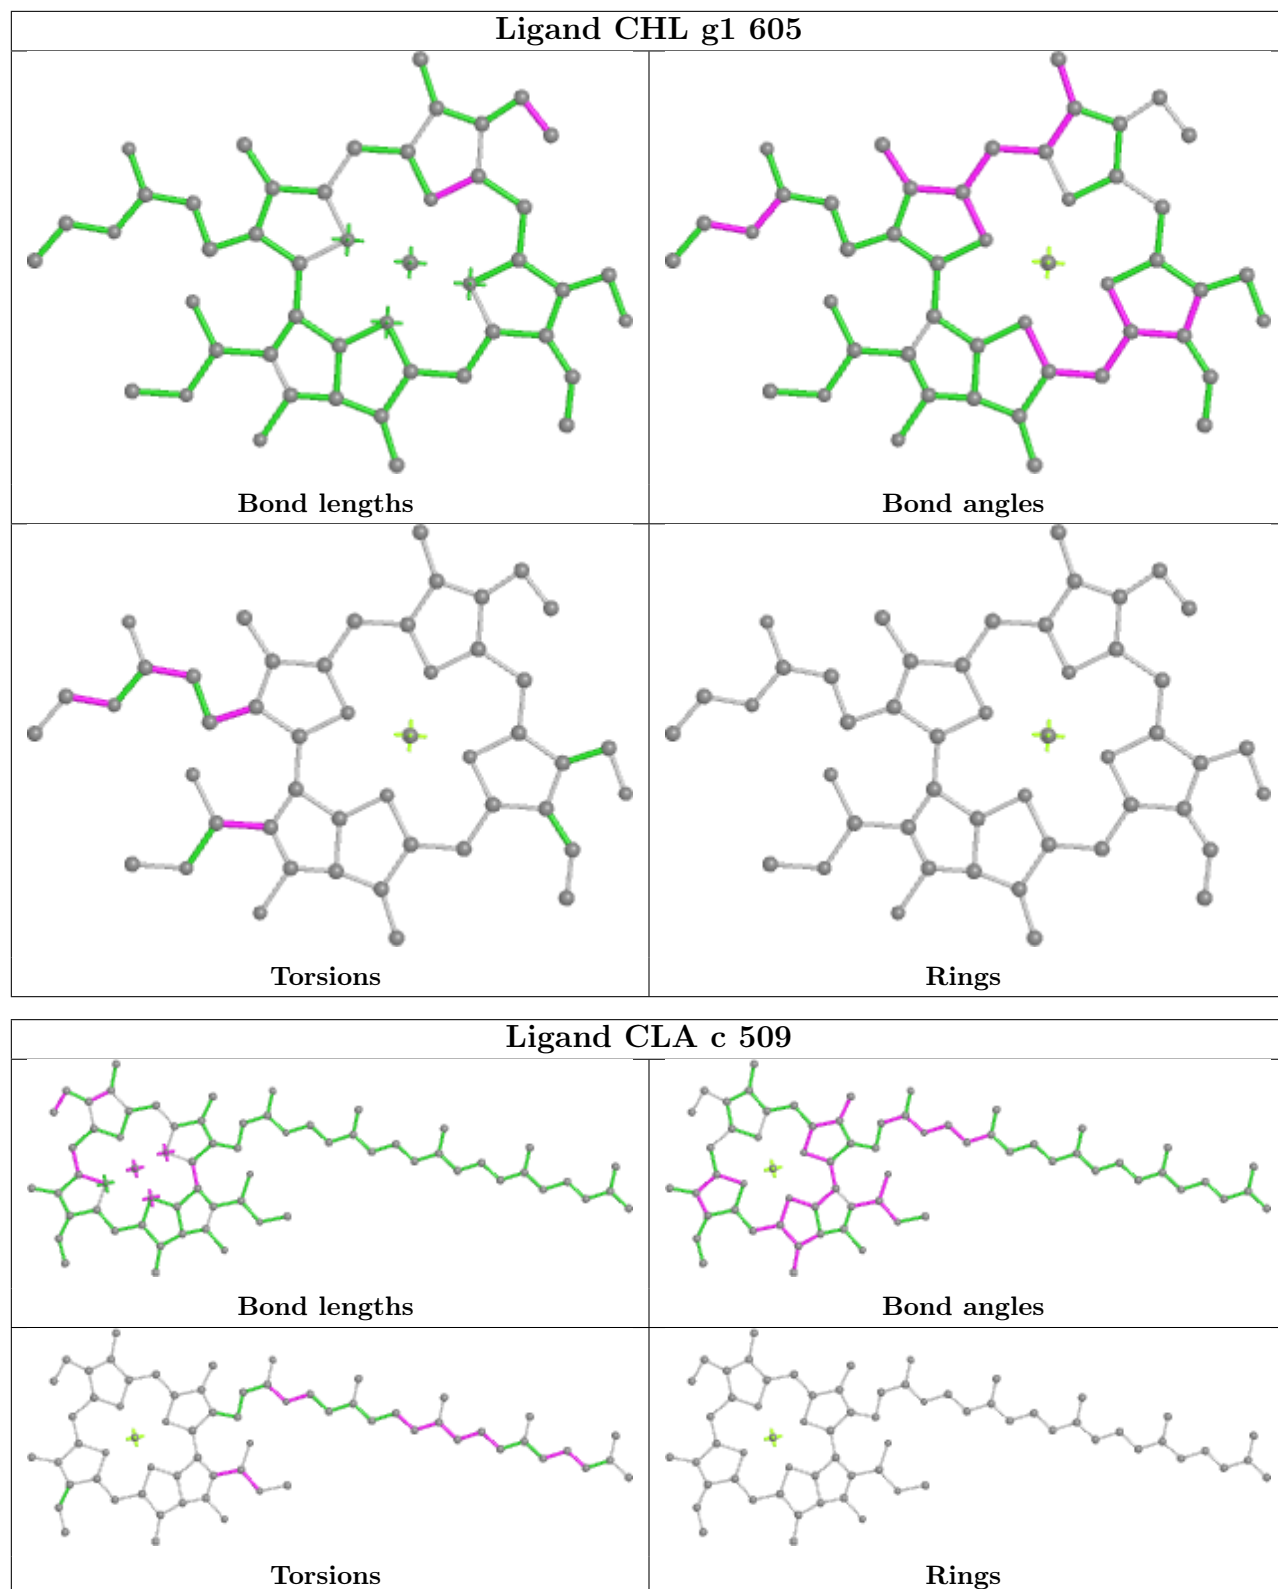 Ligand CHL g1 605
Bond lengths
Bond angles
Torsions
Rings
Ligand CLA c 509
Bond lengths
Bond angles
Torsions
Rings